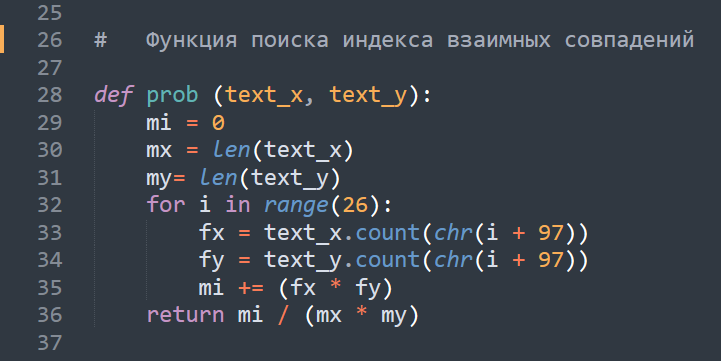 25
26 #   Функция поиска индекса взаимных совпадений
27
28 def prob (text_x, text_y):
29     mi = 0
30     mx = len(text_x)
31     my= len(text_y)
32     for i in range(26):
33         fx = text_x.count(chr(i + 97))
34         fy = text_y.count(chr(i + 97))
35         mi += (fx * fy)
36     return mi / (mx * my)
37